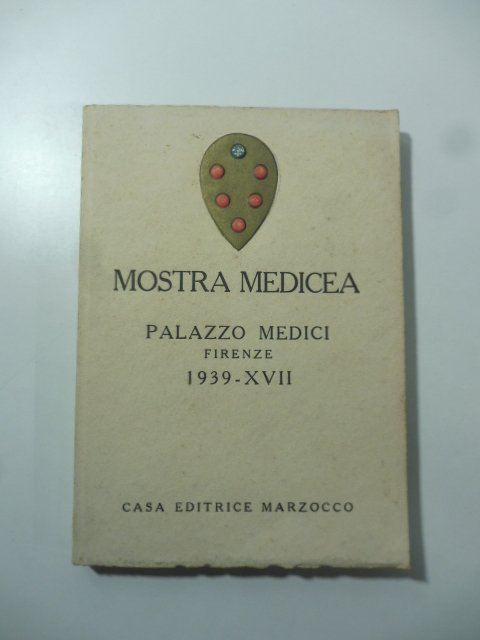 MOSTRA MEDICEA
PALAZZO MEDICI
FIRENZE
1939-XVII
CASA EDITRICE MARZOCCO